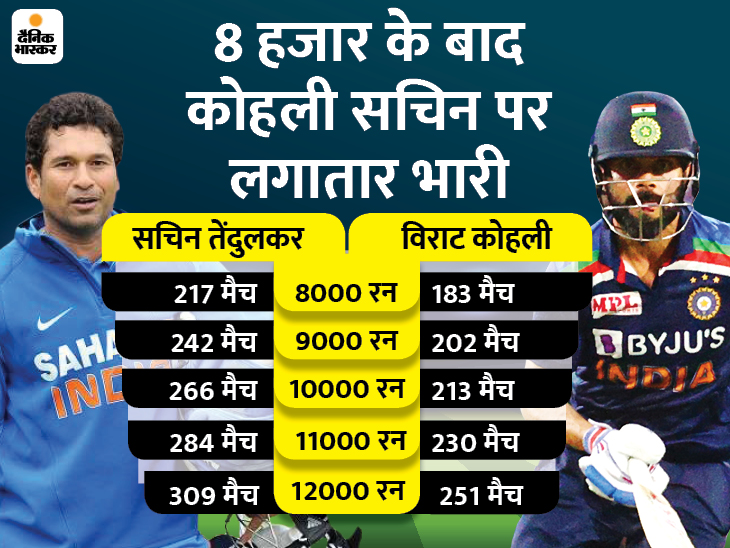 दैनिक
भास्कर
8 हजार के बाद
कोहली सचिन पर
लगातार भारी
सचिन तेंदुलकर विराट कोहली
217 मैच 8000 रन 183 मैच
242 मैच 9000 रन 202 मैच
266 मैच 10000 रन 213 मैच
284 मैच 11000 रन 230 मैच
309 मैच 12000 रन 251 मैच
SAHA
IND
MPL
BYJU'S
INDIA